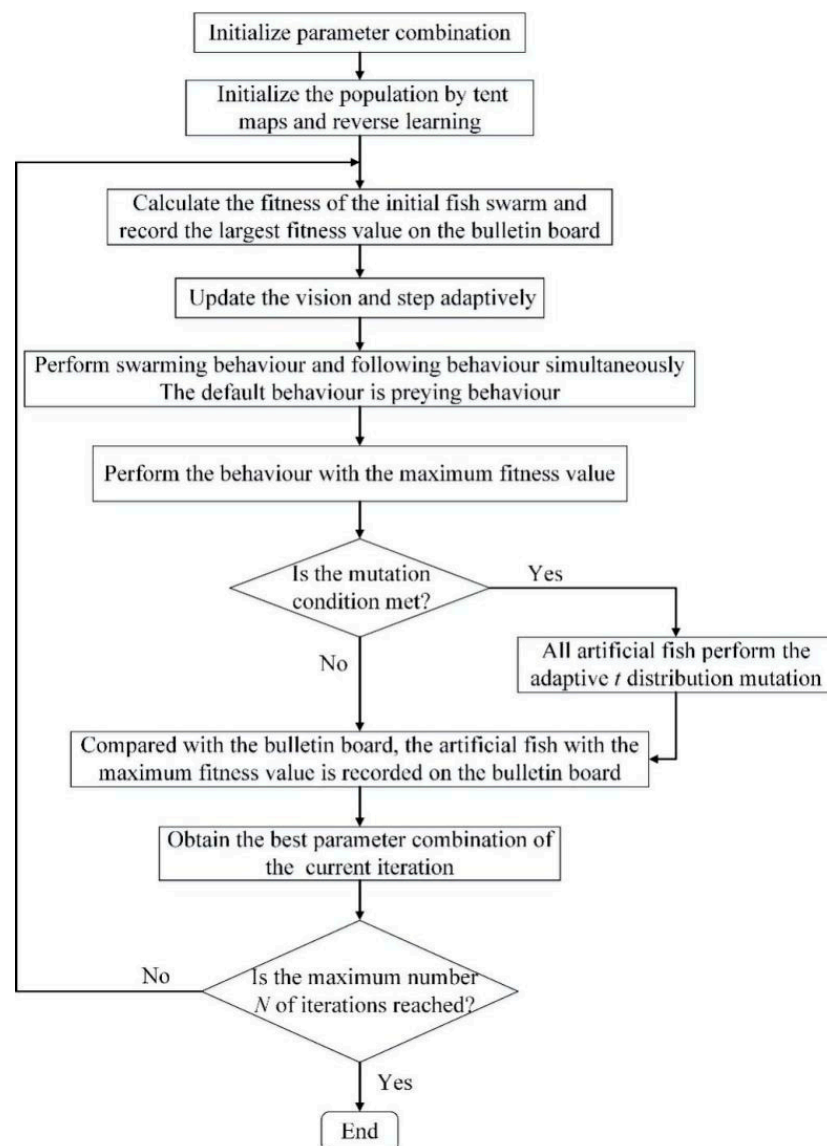 Initialize parameter combination
Initialize the population by tent
maps and reverse learning
Calculate the fitness of the initial fish swarm and
record the largest fitness value on the bulletin board
Update the vision and step adaptively
Perform swarming behaviour and following behaviour simultaneously
The default behaviour is preying behaviour
Perform the behaviour with the maximum fitness value
Is the mutation
condition met?
Yes
No
All artificial fish perform the
adaptive t distribution mutation
Compared with the bulletin board, the artificial fish with the
maximum fitness value is recorded on the bulletin board
Obtain the best parameter combination of
the current iteration
No
Is the maximum number
N of iterations reached?
Yes
End